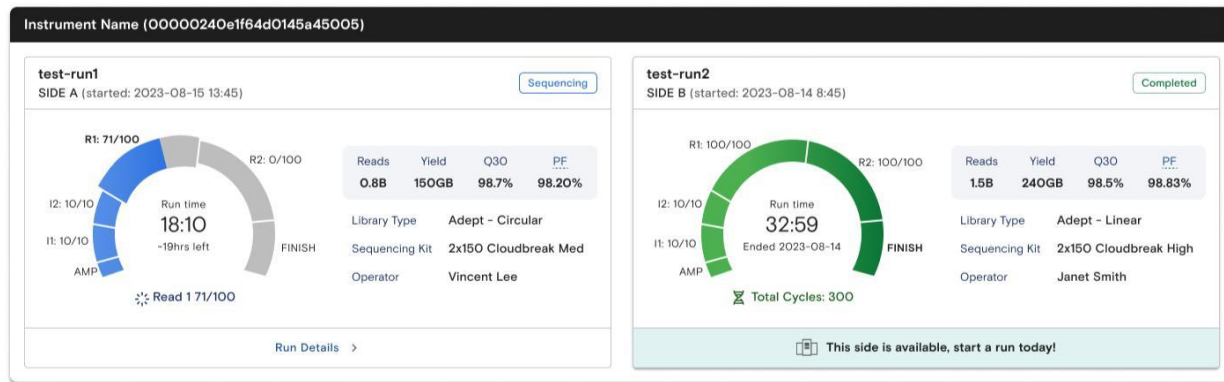 Instrument Name (00000240e1f64d0145a45005)
test-run1
SIDE A (started: 2023-08-15 13:45)
Sequencing
R1: 71/100
R2: 0/100
I2: 10/10
I1: 10/10
AMP
FINISH
Run time
18:10
~19hrs left
Read 1 71/100
Reads Yield Q30 PF
0.8B 150GB 98.7% 98.20%
Library Type Adept - Circular
Sequencing Kit 2x150 Cloudbreak Med
Operator Vincent Lee
Run Details >
test-run2
SIDE B (started: 2023-08-14 8:45)
Completed
R1: 100/100
R2: 100/100
I2: 10/10
I1: 10/10
AMP
FINISH
Run time
32:59
Ended 2023-08-14
Total Cycles: 300
Reads Yield Q30 PF
1.5B 240GB 98.5% 98.83%
Library Type Adept - Linear
Sequencing Kit 2x150 Cloudbreak High
Operator Janet Smith
This side is available, start a run today!